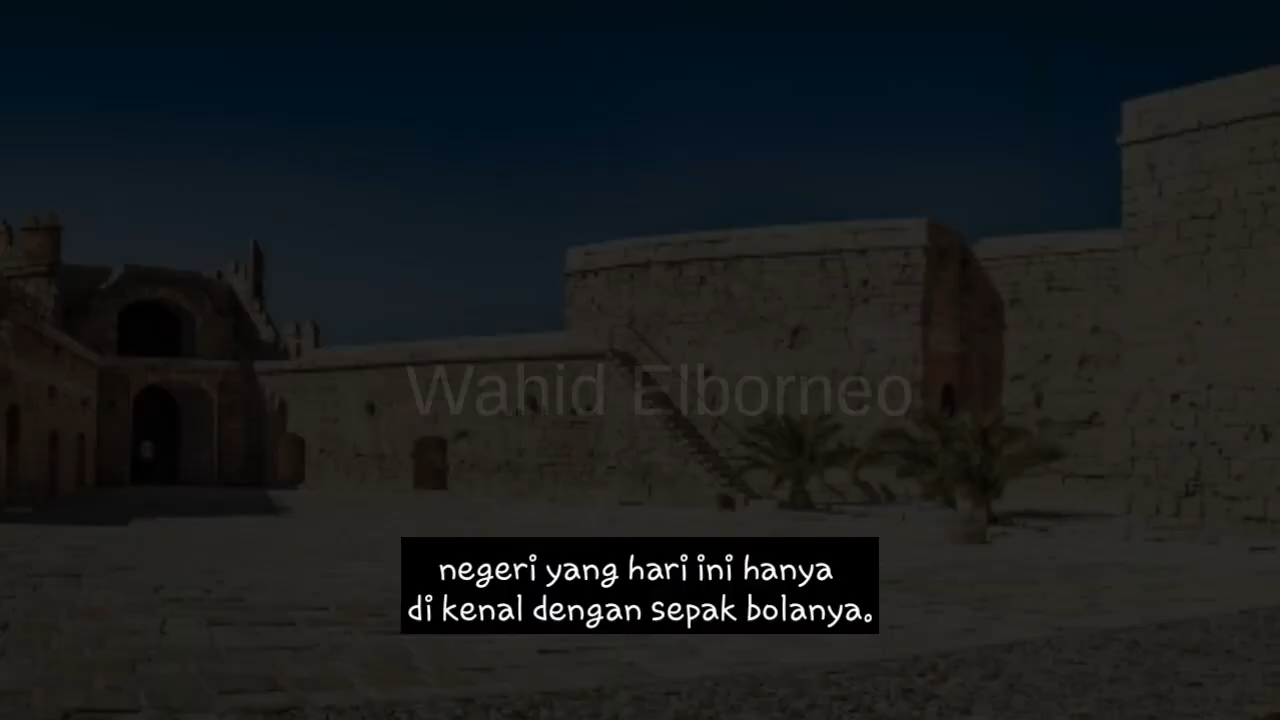 Wahid Elborneo
negeri yang hari ini hanya
di kenal dengan sepak bolanya.